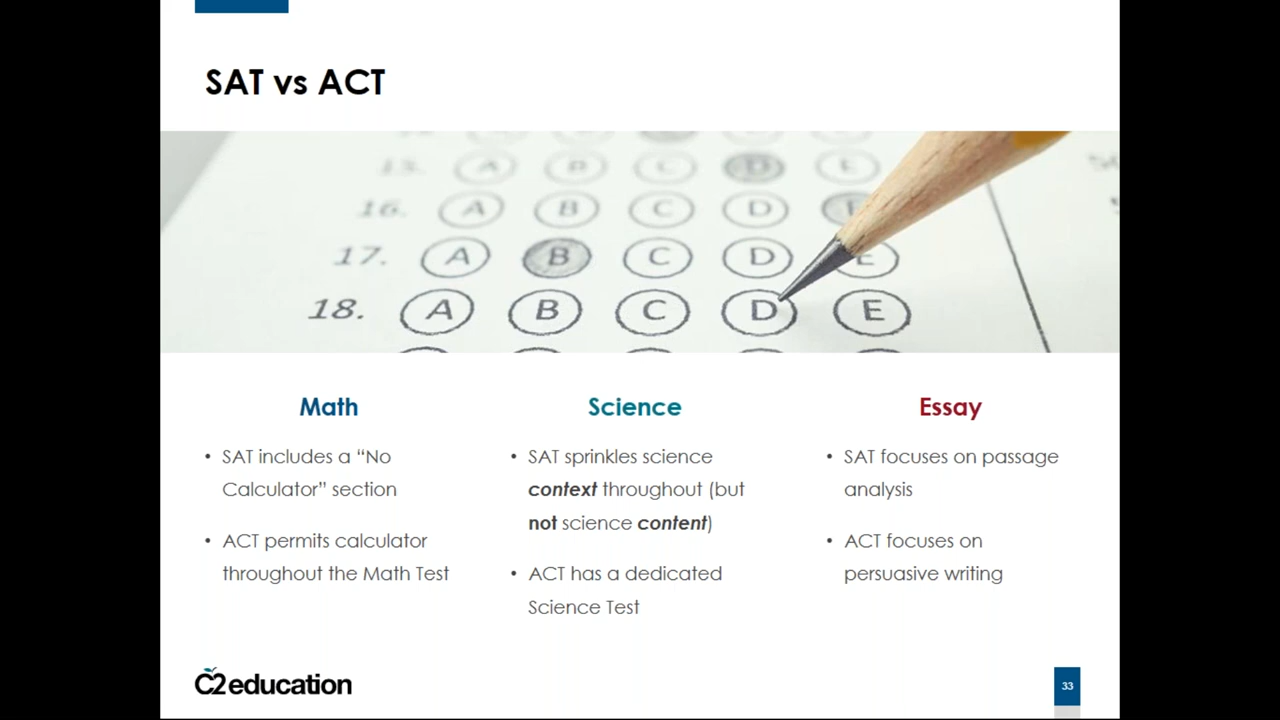 SAT vs ACT
15. A B C D E
16. A B C D
17. A B C D E
18. A B C D E
Math
• SAT includes a “No
Calculator” section
• ACT permits calculator
throughout the Math Test
Science
• SAT sprinkles science
context throughout (but
not science content)
• ACT has a dedicated
Science Test
Essay
• SAT focuses on passage
analysis
• ACT focuses on
persuasive writing
C2education
33